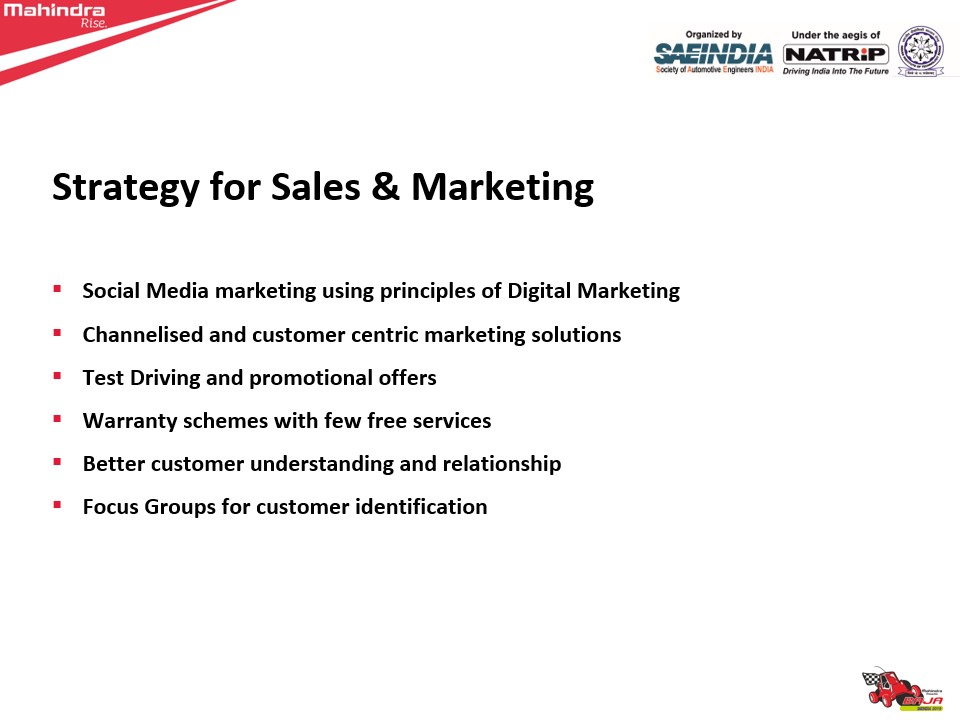 Mahindra
Rise.
Organized by
SAEINDIA
Society of Automotive Engineers INDIA
Under the aegis of
NATRiP
Driving India Into The Future
Strategy for Sales & Marketing
▪ Social Media marketing using principles of Digital Marketing
▪ Channelised and customer centric marketing solutions
▪ Test Driving and promotional offers
▪ Warranty schemes with few free services
▪ Better customer understanding and relationship
▪ Focus Groups for customer identification
Mahindra
BAJA